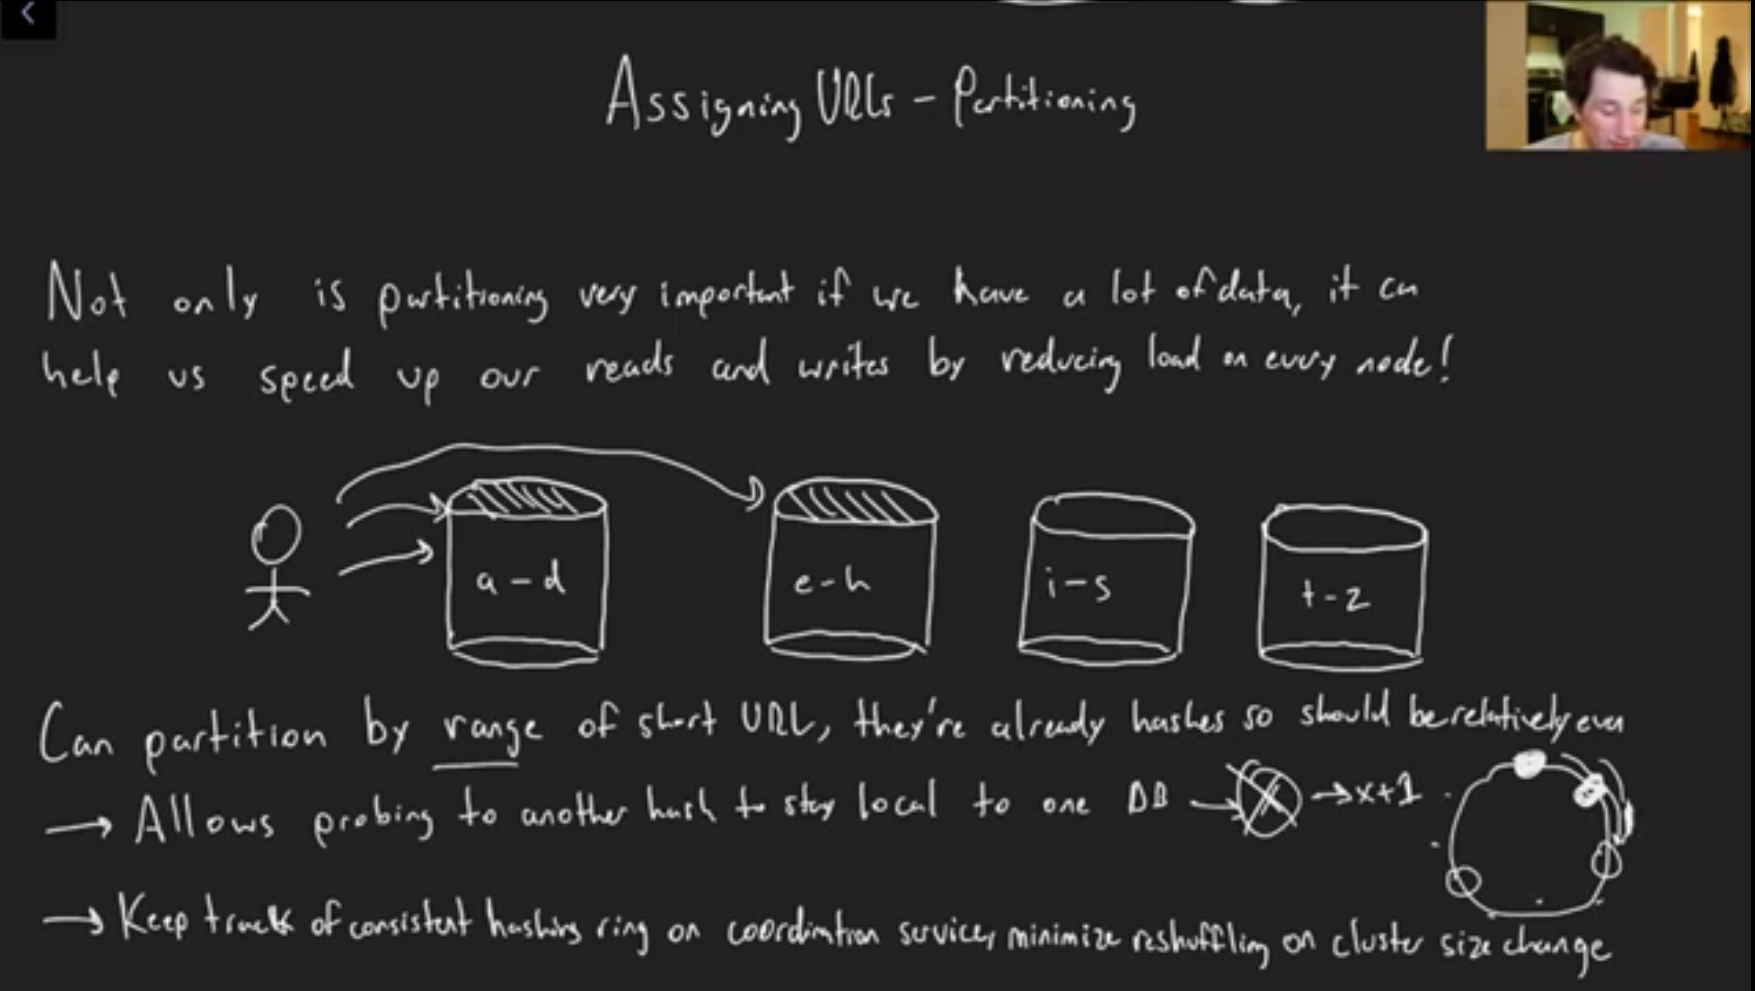 Assigning URLs - Partitioning
Not only is partitioning very important if we have a lot of data, it can
help us speed up our reads and writes by reducing load on every node!
a-d
e-h
i-s
t-z
Can partition by range of short URL, they're already hashes so should be relatively even
→ Allows probing to another hash to stay local to one DB → X → x+1
→ Keep track of consistent hashing ring on coordination service, minimize reshuffling on cluster size change